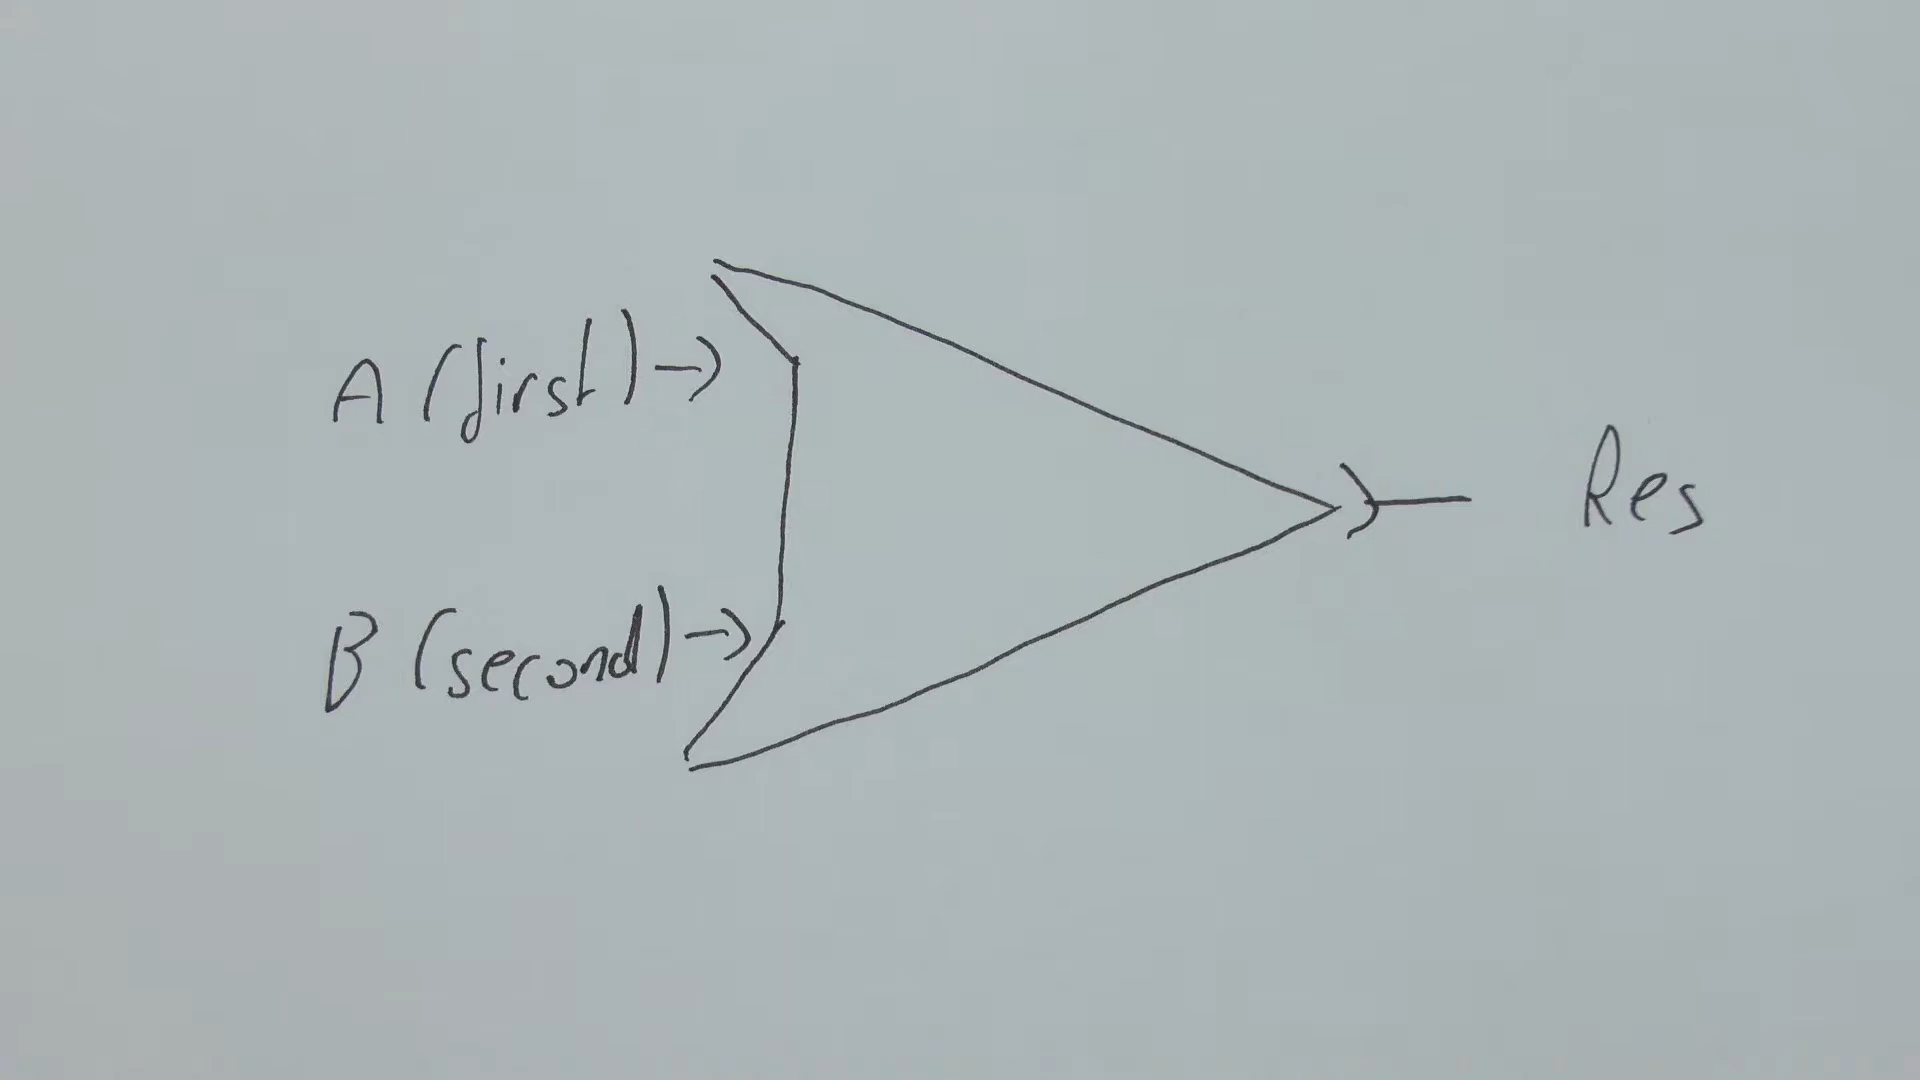 A (first)→
Res
B (second)→